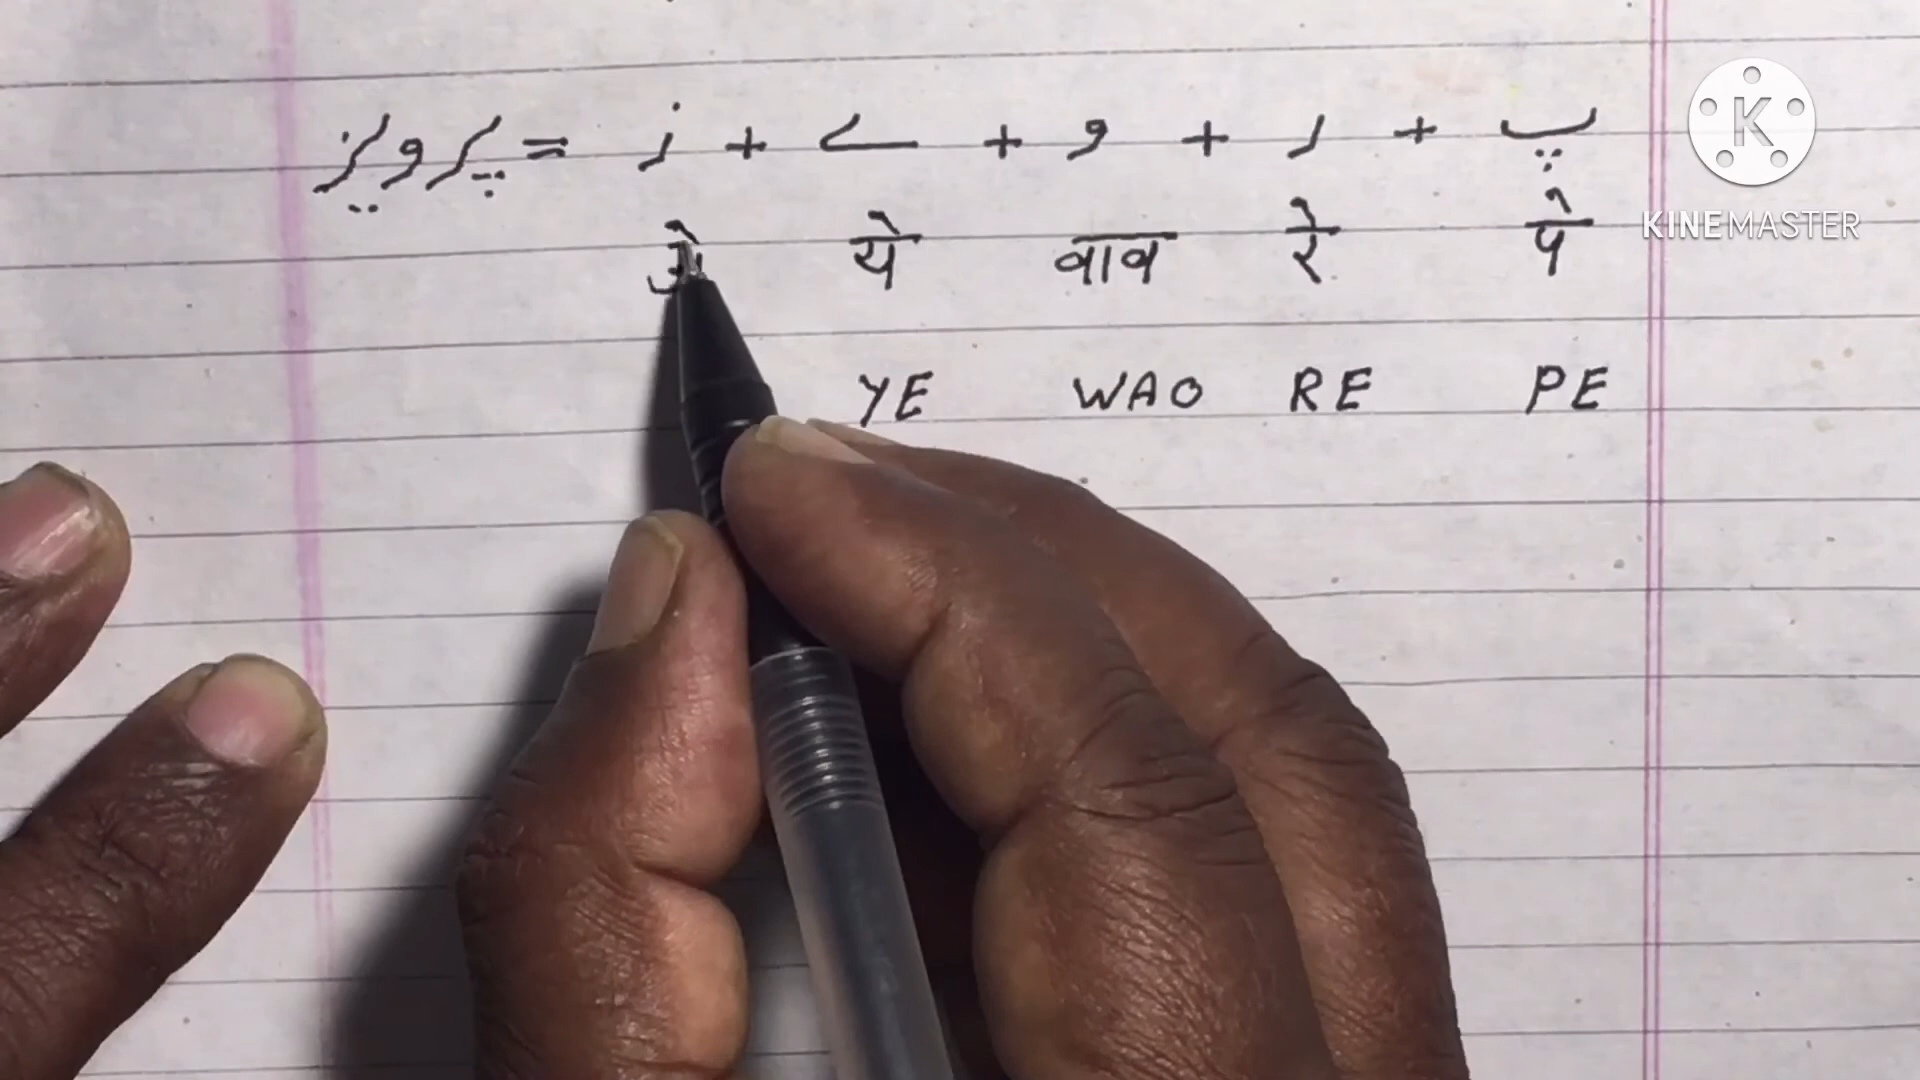 پ + ر + و + ے + ز = پرویز
ये वाव रे पे
YE WAO RE PE
KINEMASTER